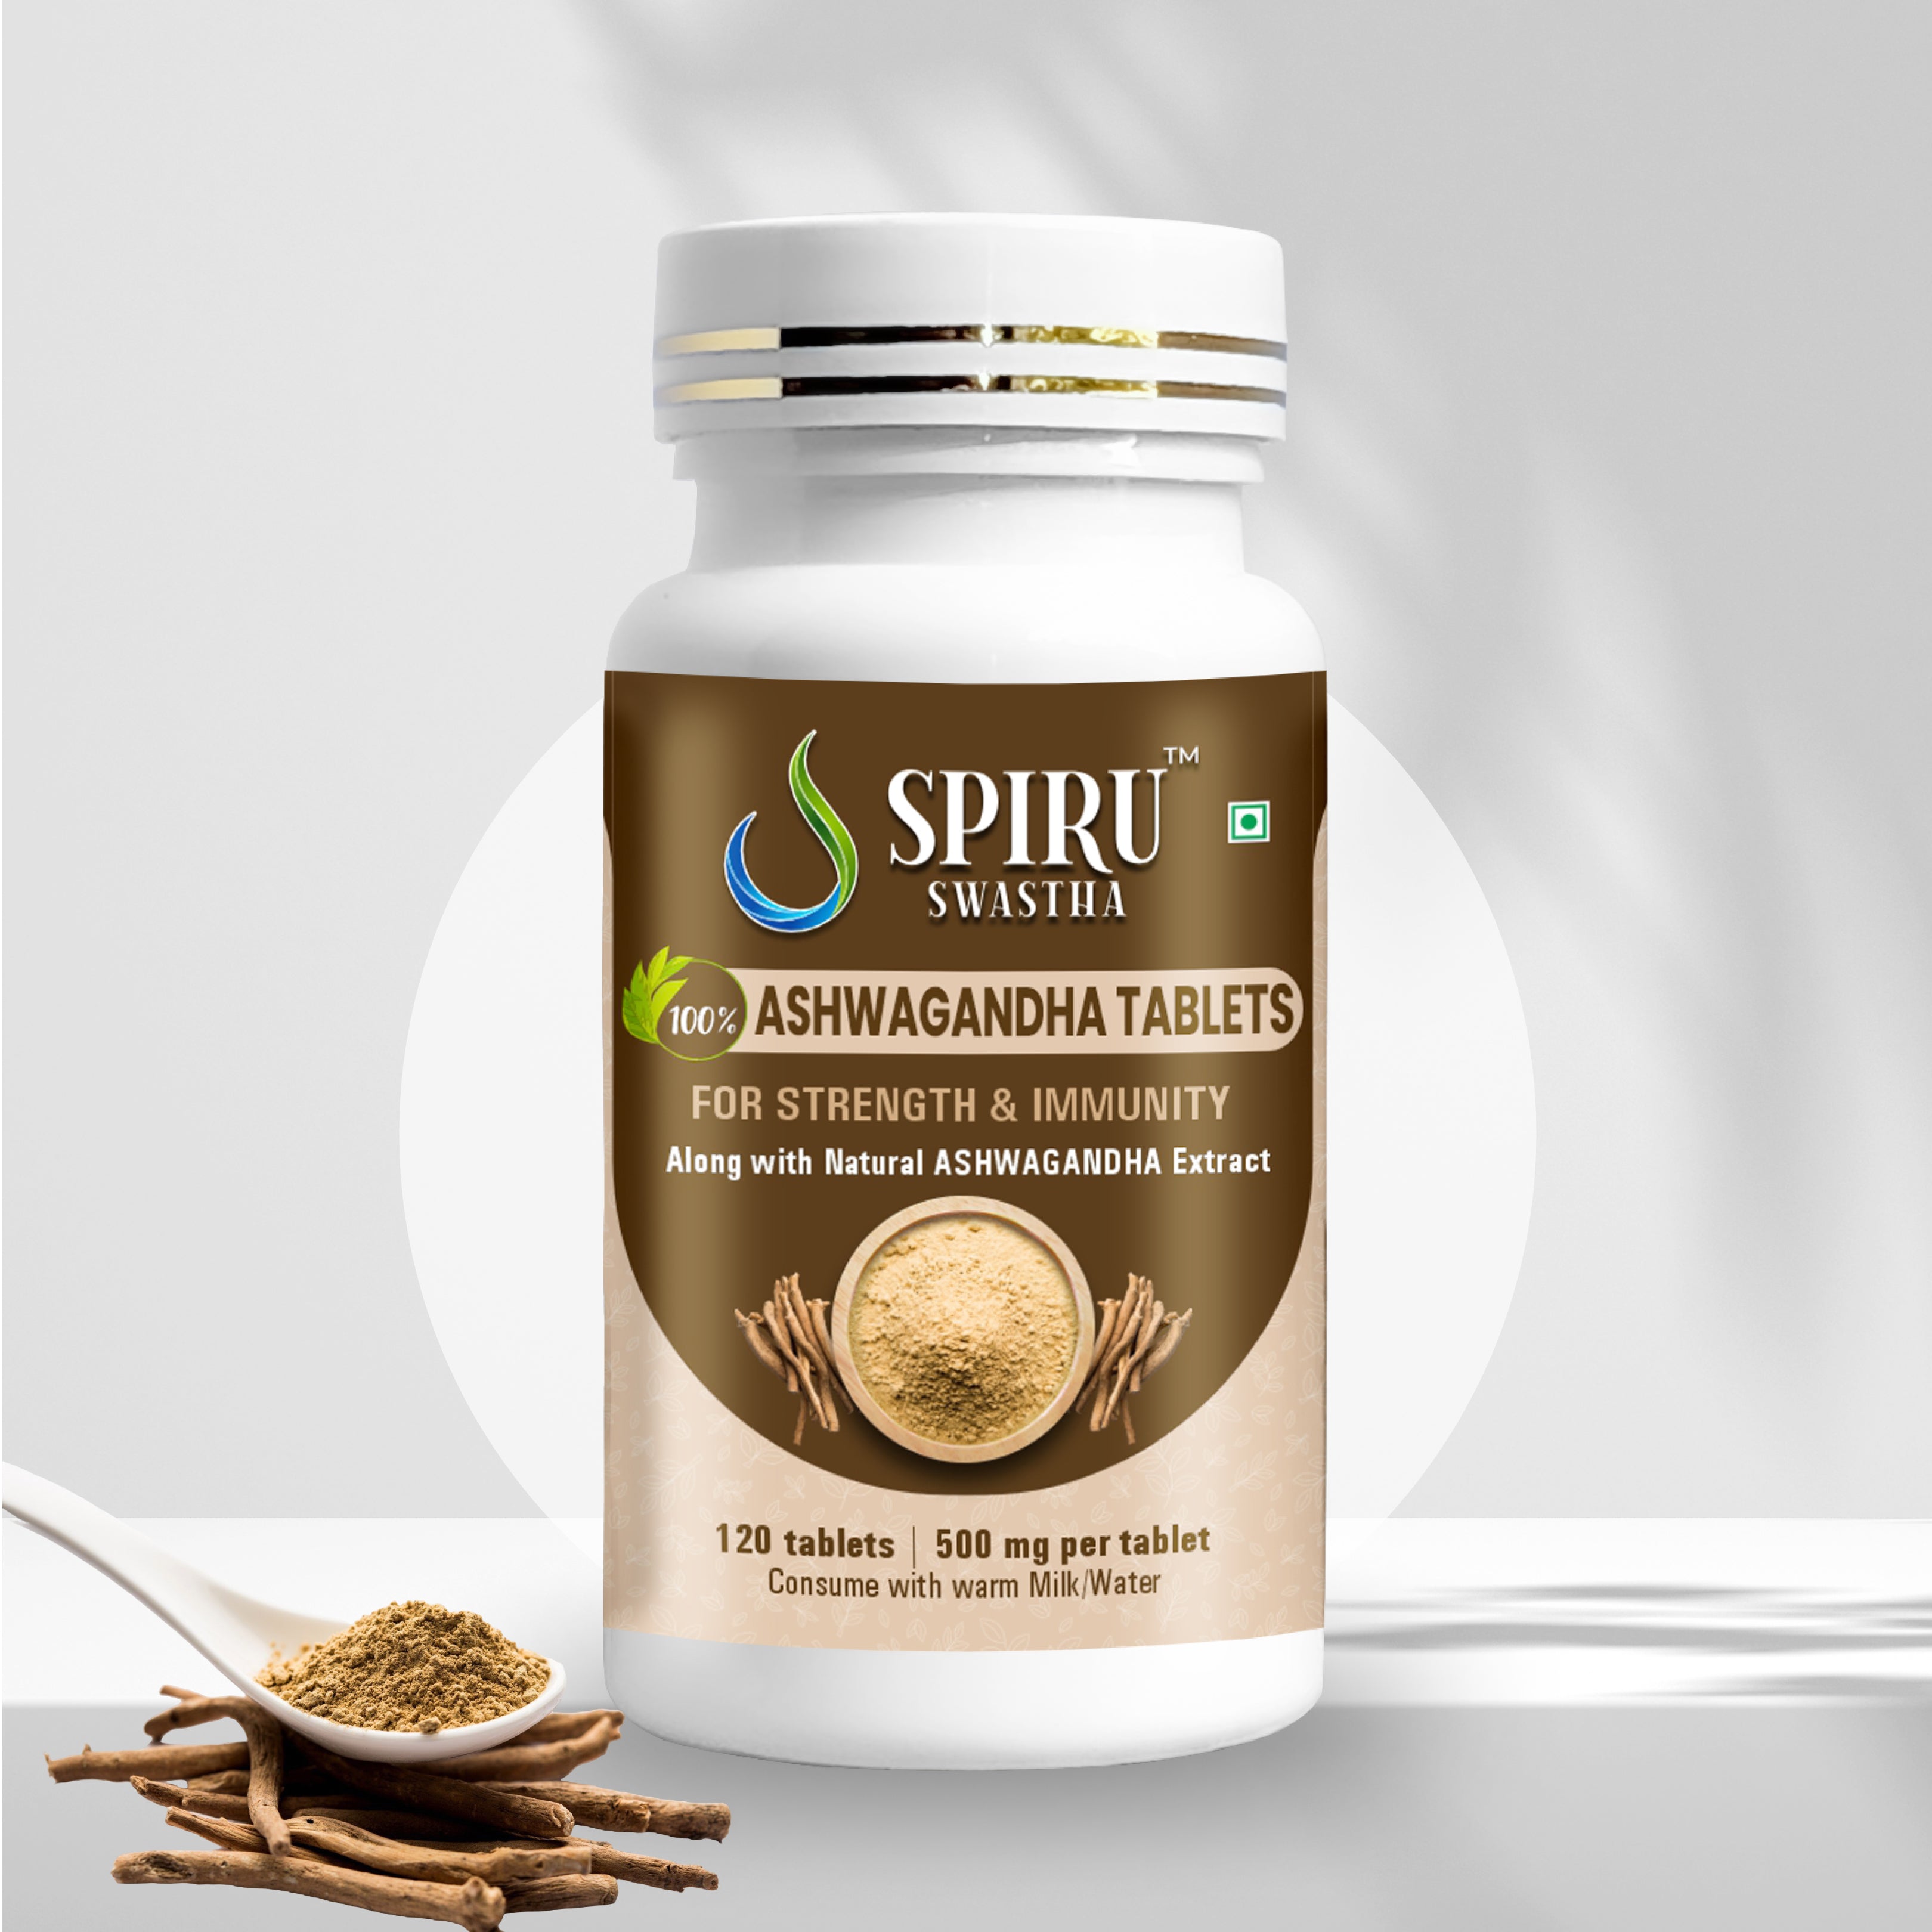 SPIRU™
SWASTHA
100% ASHWAGANDHA TABLETS
FOR STRENGTH & IMMUNITY
Along with Natural ASHWAGANDHA Extract
120 tablets | 500 mg per tablet
Consume with warm Milk/Water